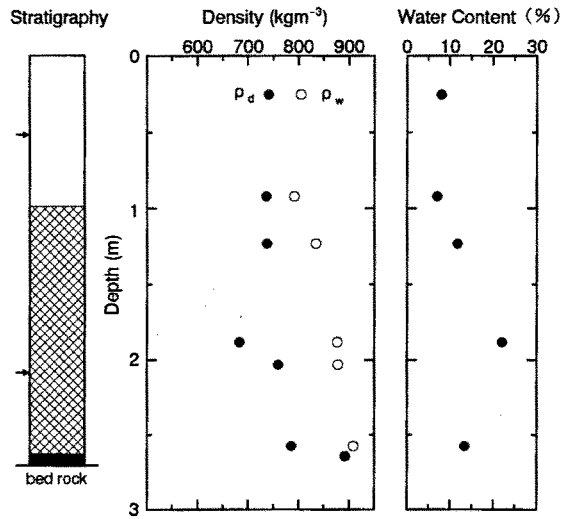 Stratigraphy
Density (kgm-3)
Water Content (%)
600 700 800 900
0 10 20 30
0
ρd ρw
1
Depth (m)
2
3
bed rock